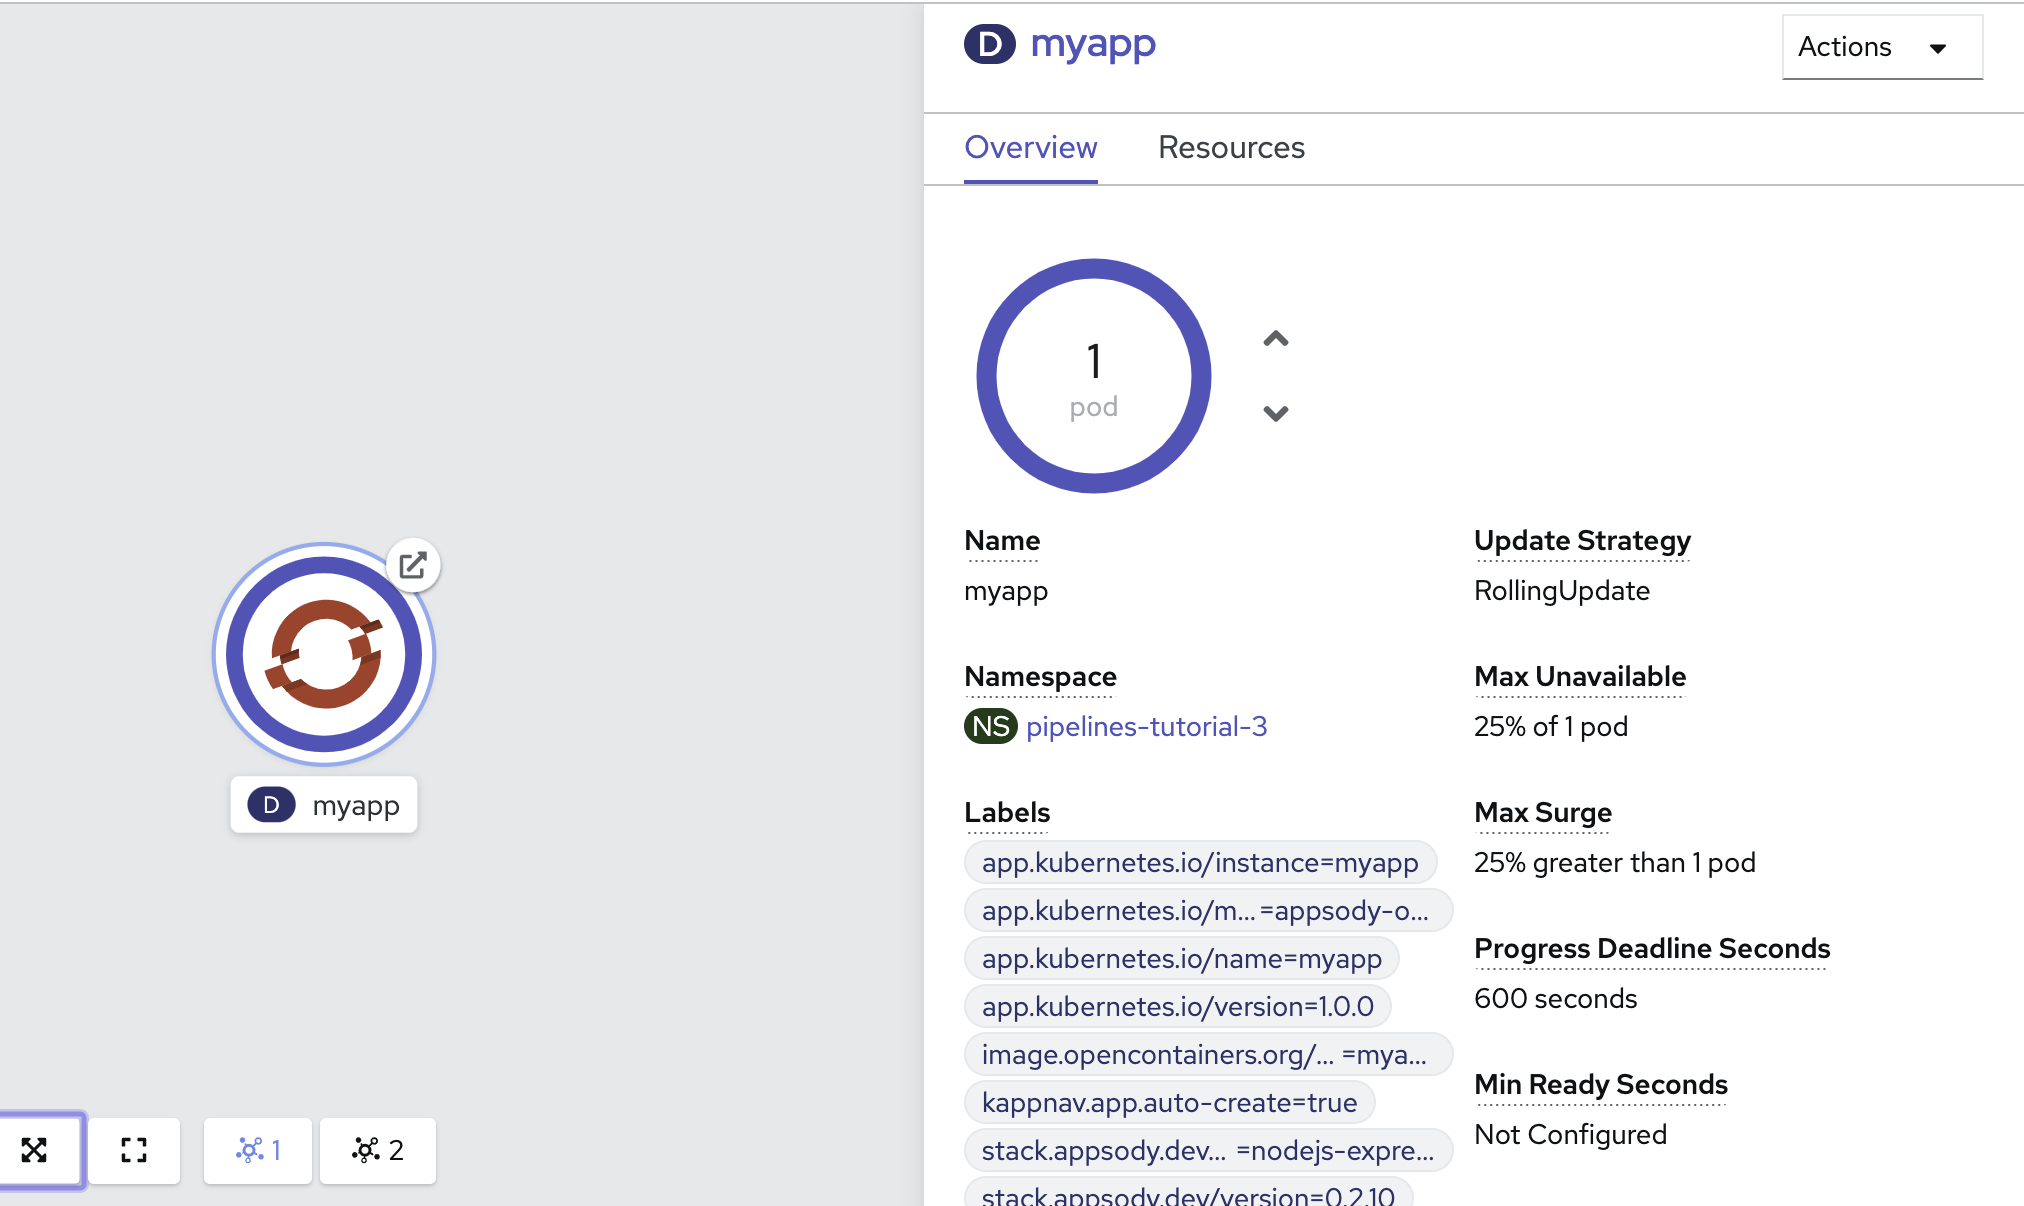 D myapp
Actions
Overview Resources
1
pod
Name
myapp
Update Strategy
RollingUpdate
Namespace
NS pipelines-tutorial-3
Max Unavailable
25% of 1 pod
Labels
app.kubernetes.io/instance=myapp
app.kubernetes.io/m... =appsody-o...
app.kubernetes.io/name=myapp
app.kubernetes.io/version=1.0.0
image.opencontainers.org/... =mya...
kappnav.app.auto-create=true
stack.appsody.dev... =nodejs-expre...
stack.appsody.dev/version=0.2.10
Max Surge
25% greater than 1 pod
Progress Deadline Seconds
600 seconds
Min Ready Seconds
Not Configured
D myapp
1
2